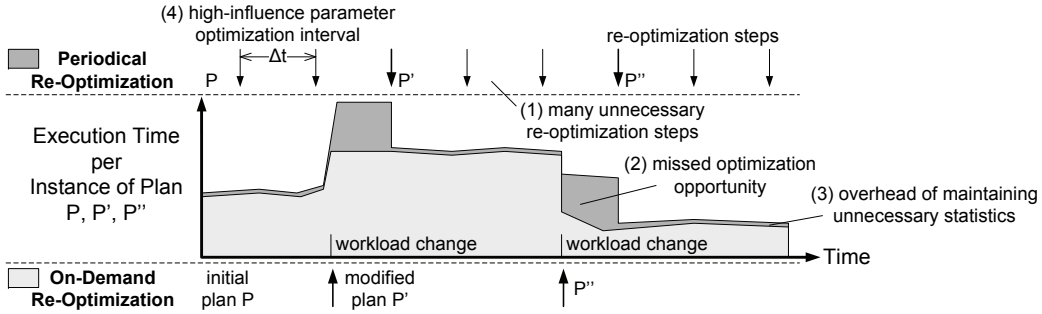 (4) high-influence parameter
optimization interval
re-optimization steps
Periodical
Re-Optimization
P
Δt
P'
P''
(1) many unnecessary
re-optimization steps
Execution Time
per
Instance of Plan
P, P', P''
(2) missed optimization
opportunity
(3) overhead of maintaining
unnecessary statistics
workload change
workload change
Time
On-Demand
Re-Optimization
initial
plan P
modified
plan P'
P''